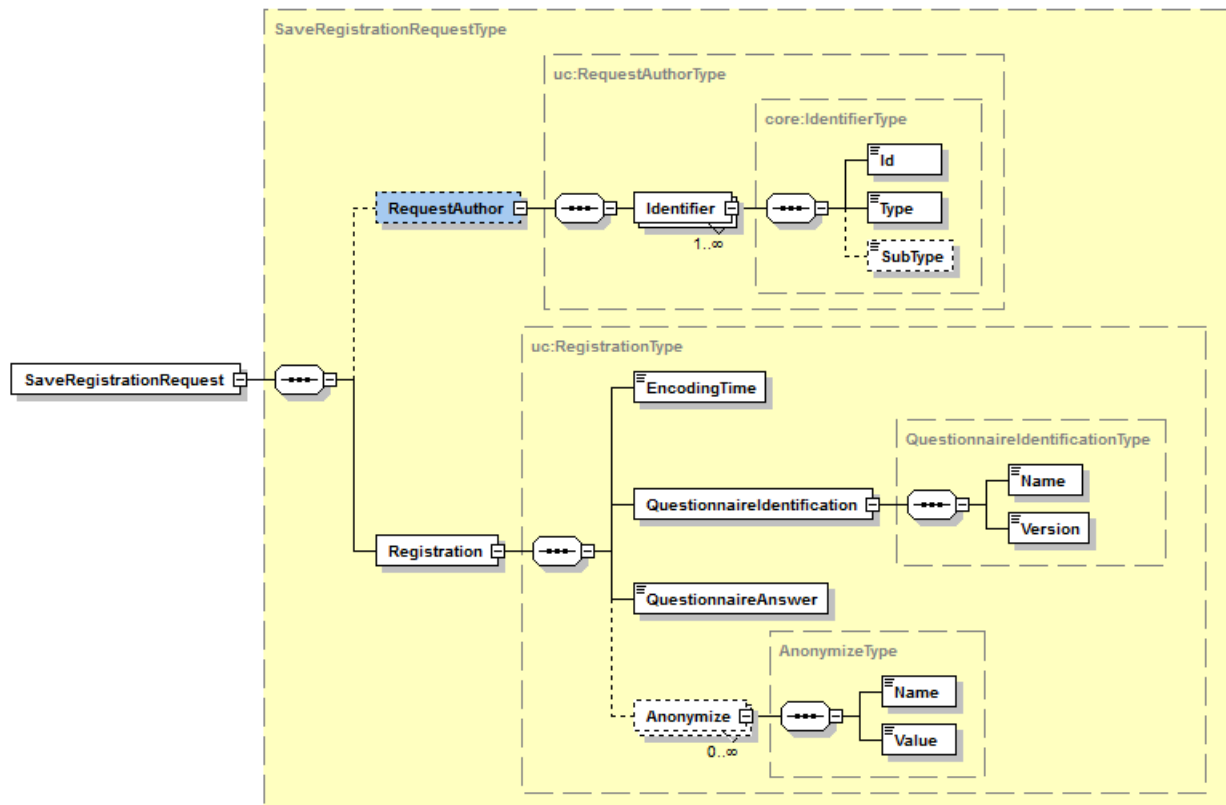 SaveRegistrationRequestType
uc:RequestAuthorType
core:IdentifierType
Id
RequestAuthor
Identifier
Type
1..∞
SubType
uc:RegistrationType
SaveRegistrationRequest
EncodingTime
QuestionnaireIdentificationType
Name
QuestionnaireIdentification
Version
Registration
QuestionnaireAnswer
AnonymizeType
Name
Anonymize
Value
0..∞